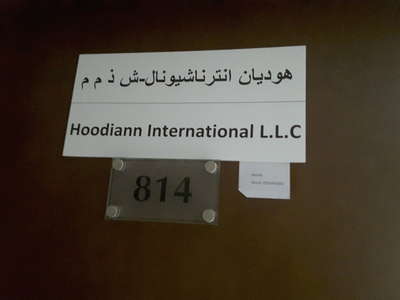 هوديان انترناشيونال-ش ذ م م
Hoodiann International L.L.C
814